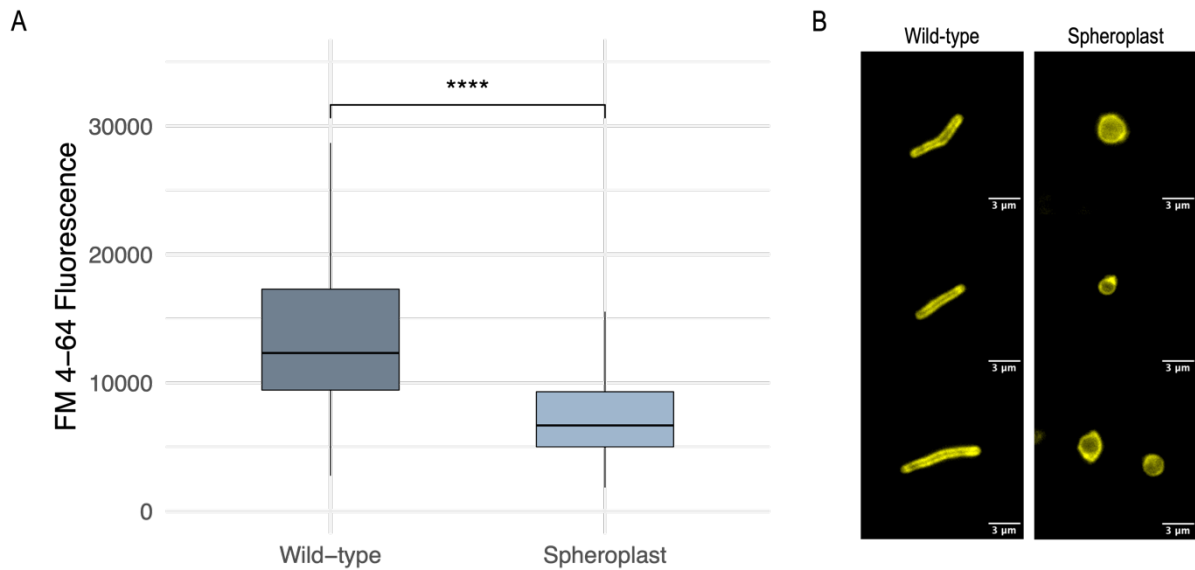 A
FM 4–64 Fluorescence
30000
20000
10000
0
****
Wild–type
Spheroplast
B
Wild-type
Spheroplast
3 μm
3 μm
3 μm
3 μm
3 μm
3 μm